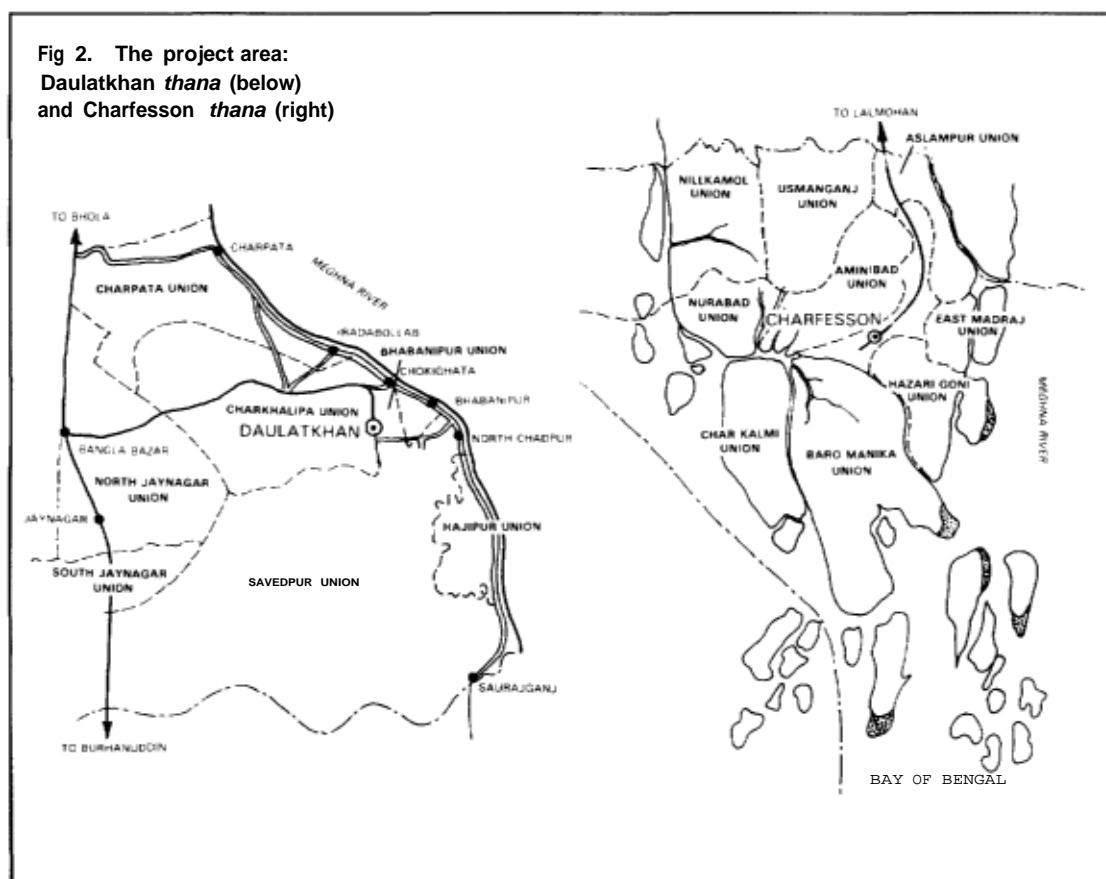 Fig 2. The project area:
Daulatkhan thana (below)
and Charfesson thana (right)
TO BHOLA
CHARPATA
MEGHNA RIVER
CHARPATA UNION
IBADABOLLAB
BHABANIPUR UNION
CHOKIGHATA
CHARKHALIPA UNION
BHABANIPUR
DAULATKHAN
NORTH CHADPUR
BANGLA BAZAR
NORTH JAYNAGAR
UNION
JAYNAGAR
HAJIPUR UNION
SOUTH JAYNAGAR
UNION
SAVEDPUR UNION
SAURAJGANJ
TO BURHANUDDIN
TO LALMOHAN
ASLAMPUR UNION
NILLKAMOL
UNION
USMANGANJ
UNION
AMINIBAD
UNION
NURABAD
UNION
CHARFESSON
EAST MADRAJ
UNION
HAZARI GONI
UNION
MEGHNA RIVER
CHAR KALMI
UNION
BARO MANIKA
UNION
BAY OF BENGAL